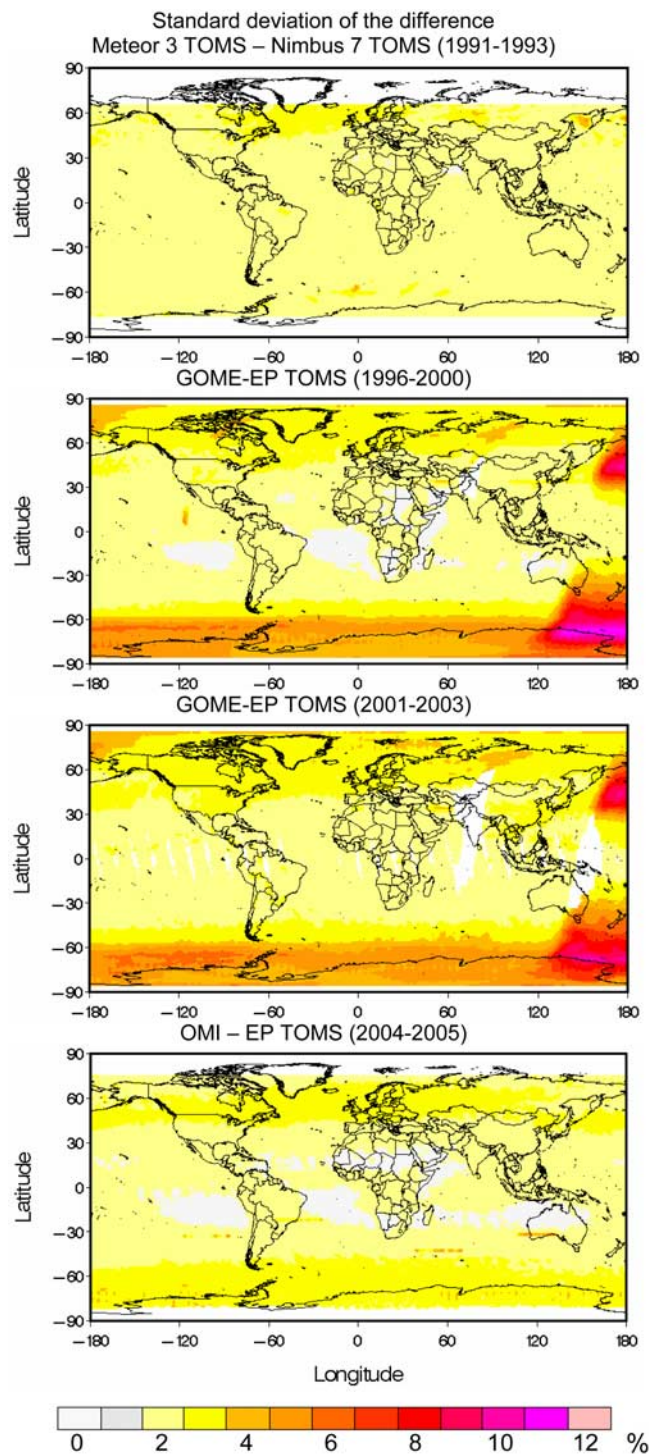 Standard deviation of the difference
Meteor 3 TOMS – Nimbus 7 TOMS (1991-1993)
90
60
30
0
−30
−60
−90
Latitude
−180 −120 −60 0 60 120 180
GOME-EP TOMS (1996-2000)
90
60
30
0
−30
−60
−90
Latitude
−180 −120 −60 0 60 120 180
GOME-EP TOMS (2001-2003)
90
60
30
0
−30
−60
−90
Latitude
−180 −120 −60 0 60 120 180
OMI – EP TOMS (2004-2005)
90
60
30
0
−30
−60
−90
Latitude
−180 −120 −60 0 60 120 180
Longitude
0 2 4 6 8 10 12 %